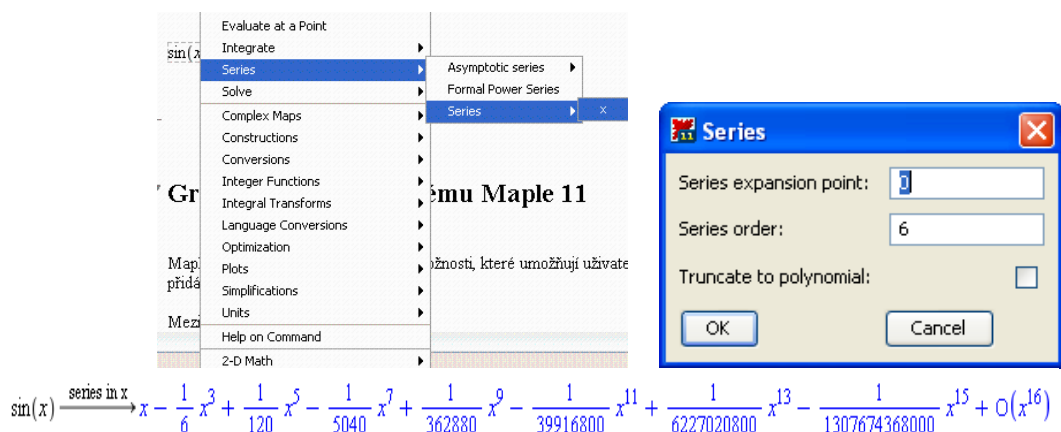 Evaluate at a Point
sin(x
Integrate
Series
Solve
Complex Maps
Constructions
Conversions
Integer Functions
Integral Transforms
Language Conversions
Optimization
Plots
Simplifications
Units
Help on Command
2-D Math
Asymptotic series
Formal Power Series
Series
x
Gr ému Maple 11
Mapl ožnosti, které umožňují uživate
přidá
Mezi
Series
Series expansion point: 0
Series order: 6
Truncate to polynomial:
OK Cancel
sin(x) series in x → x − 1/6 x^3 + 1/120 x^5 − 1/5040 x^7 + 1/362880 x^9 − 1/39916800 x^11 + 1/6227020800 x^13 − 1/1307674368000 x^15 + O(x^16)